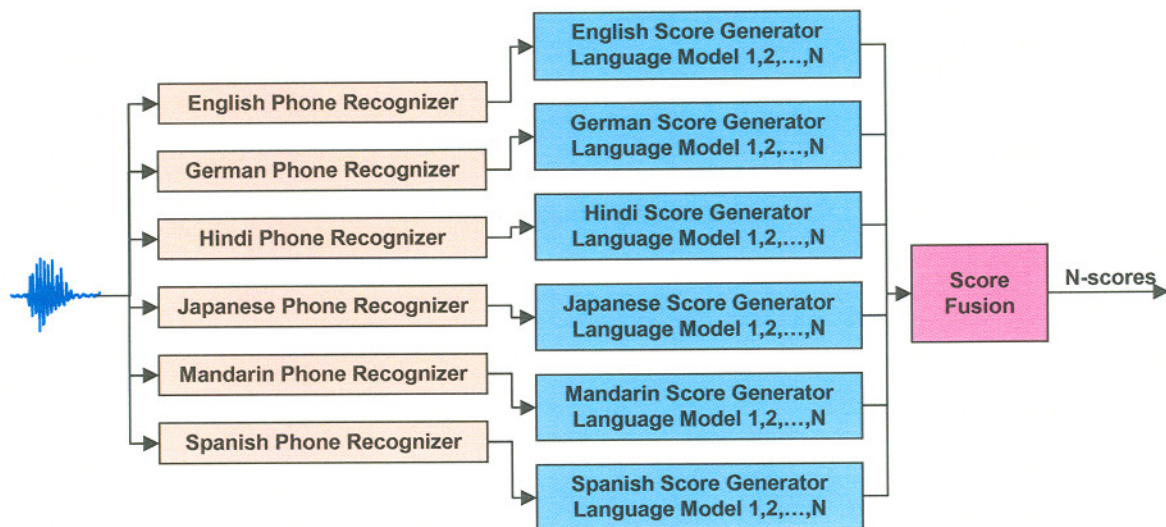 English Phone Recognizer
German Phone Recognizer
Hindi Phone Recognizer
Japanese Phone Recognizer
Mandarin Phone Recognizer
Spanish Phone Recognizer
English Score Generator
Language Model 1,2,...,N
German Score Generator
Language Model 1,2,...,N
Hindi Score Generator
Language Model 1,2,...,N
Japanese Score Generator
Language Model 1,2,...,N
Mandarin Score Generator
Language Model 1,2,...,N
Spanish Score Generator
Language Model 1,2,...,N
Score
Fusion
N-scores